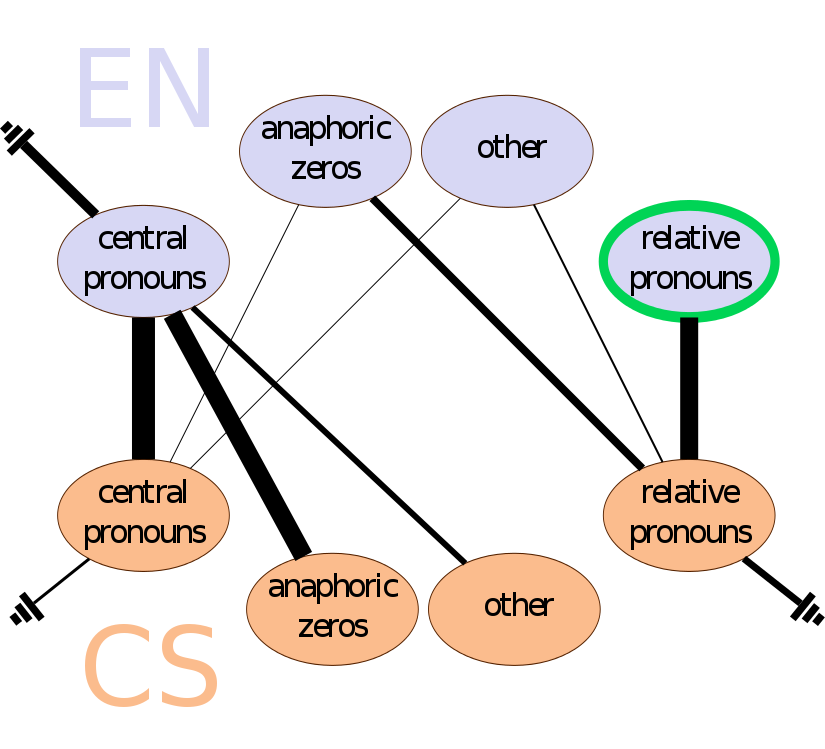 EN
anaphoric
zeros
other
central
pronouns
relative
pronouns
central
pronouns
relative
pronouns
anaphoric
zeros
other
CS